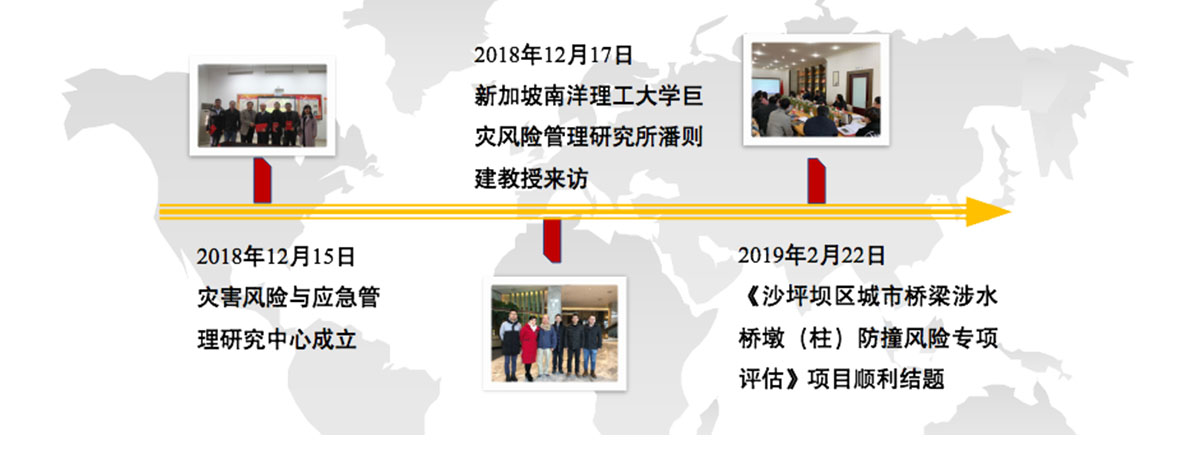 2018年12月15日
灾害风险与应急管
理研究中心成立
2018年12月17日
新加坡南洋理工大学巨
灾风险管理研究所潘则
建教授来访
2019年2月22日
《沙坪坝区城市桥梁涉水
桥墩（柱）防撞风险专项
评估》项目顺利结题